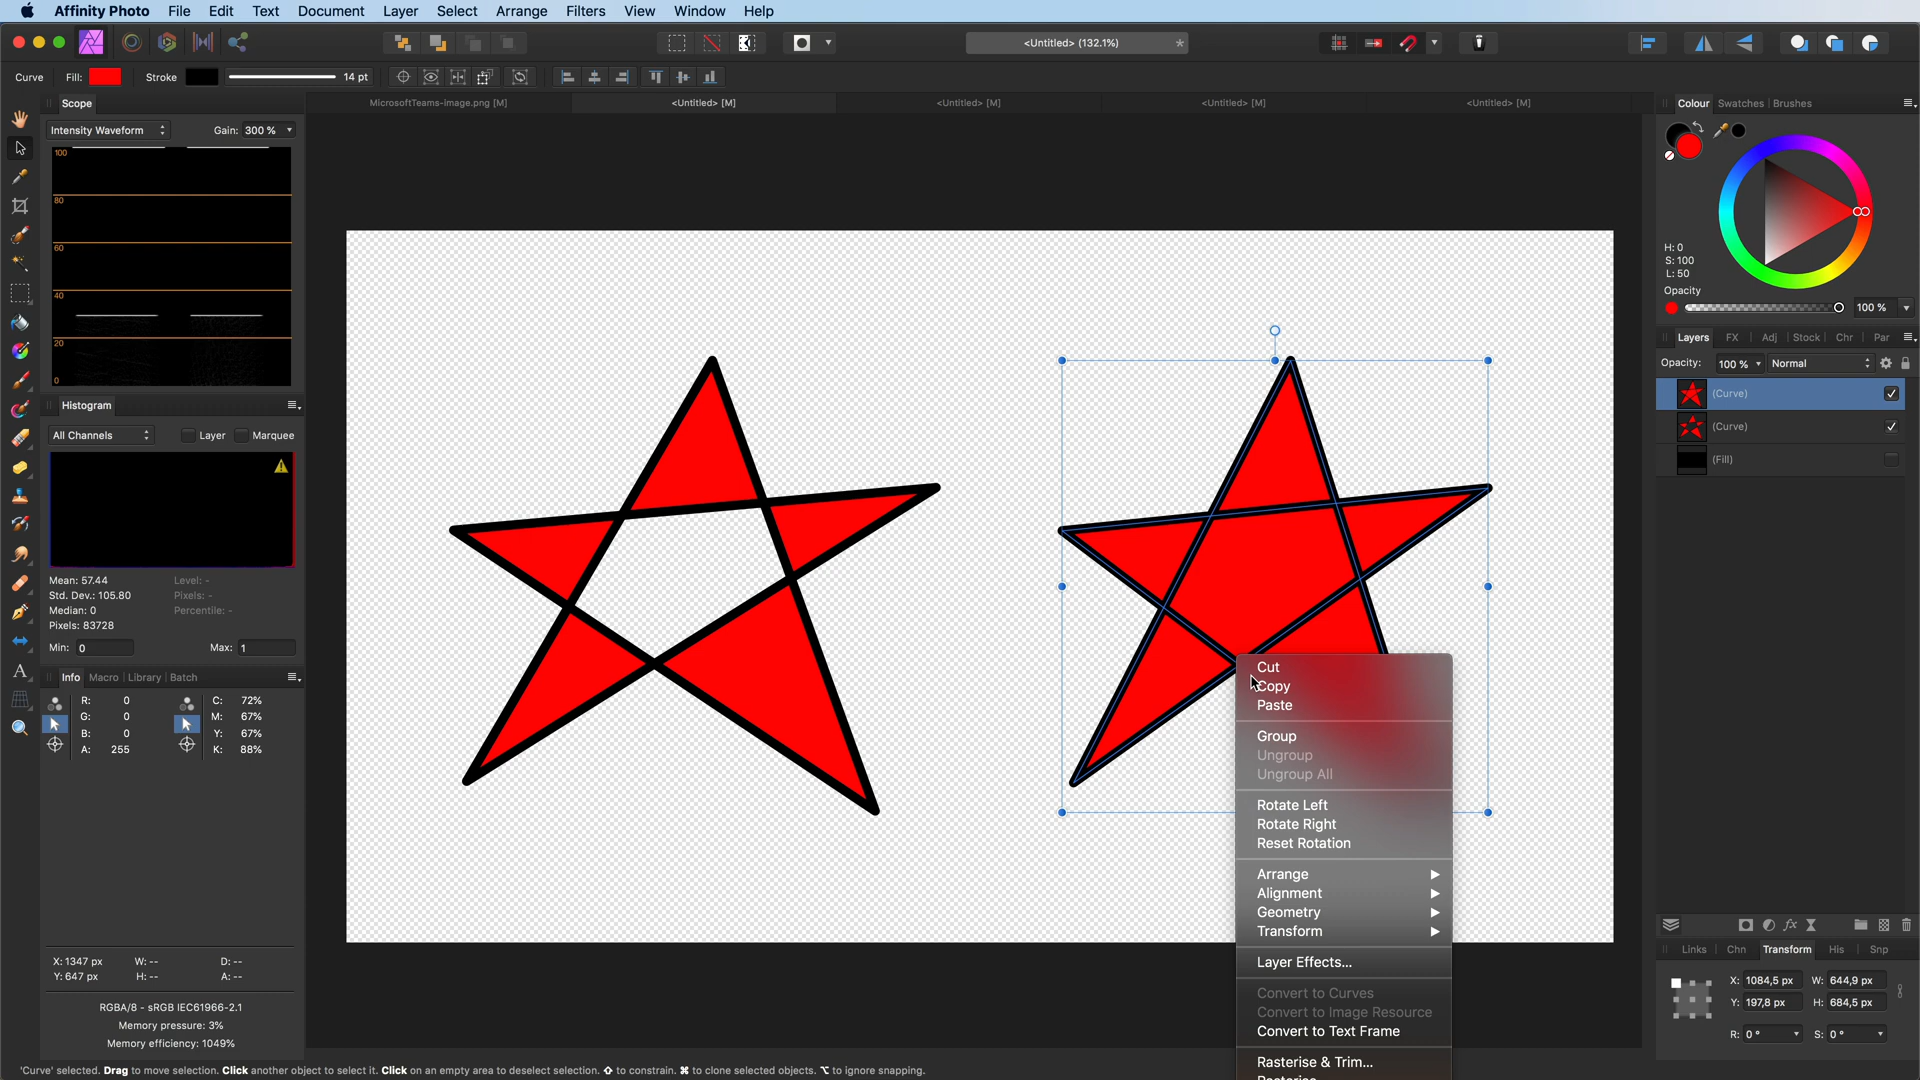 Affinity Photo File Edit Text Document Layer Select Arrange Filters View Window Help
<Untitled> (132.1%) *
Curve Fill: Stroke 14 pt
MicrosoftTeams-image.png [M] <Untitled> [M] <Untitled> [M] <Untitled> [M] <Untitled> [M]
Scope
Intensity Waveform Gain: 300 %
100
80
60
40
20
0
Histogram
All Channels Layer Marquee
Mean: 57.44 Level: -
Std. Dev.: 105.80 Pixels: -
Median: 0 Percentile: -
Pixels: 83728
Min: 0 Max: 1
Info Macro Library Batch
R: 0 C: 72%
G: 0 M: 67%
B: 0 Y: 67%
A: 255 K: 88%
X: 1347 px W: -- D: --
Y: 647 px H: -- A: --
RGBA/8 - sRGB IEC61966-2.1
Memory pressure: 3%
Memory efficiency: 1049%
Cut
Copy
Paste
Group
Ungroup
Ungroup All
Rotate Left
Rotate Right
Reset Rotation
Arrange
Alignment
Geometry
Transform
Layer Effects...
Convert to Curves
Convert to Image Resource
Convert to Text Frame
Rasterise & Trim...
Colour Swatches Brushes
H: 0
S: 100
L: 50
Opacity
100 %
Layers FX Adj Stock Chr Par
Opacity: 100 % Normal
(Curve)
(Curve)
(Fill)
Links Chn Transform His Snp
X: 1084,5 px W: 644,9 px
Y: 197,8 px H: 684,5 px
R: 0 ° S: 0 °
'Curve' selected. Drag to move selection. Click another object to select it. Click on an empty area to deselect selection. ⇧ to constrain. ⌘ to clone selected objects. ⌥ to ignore snapping.